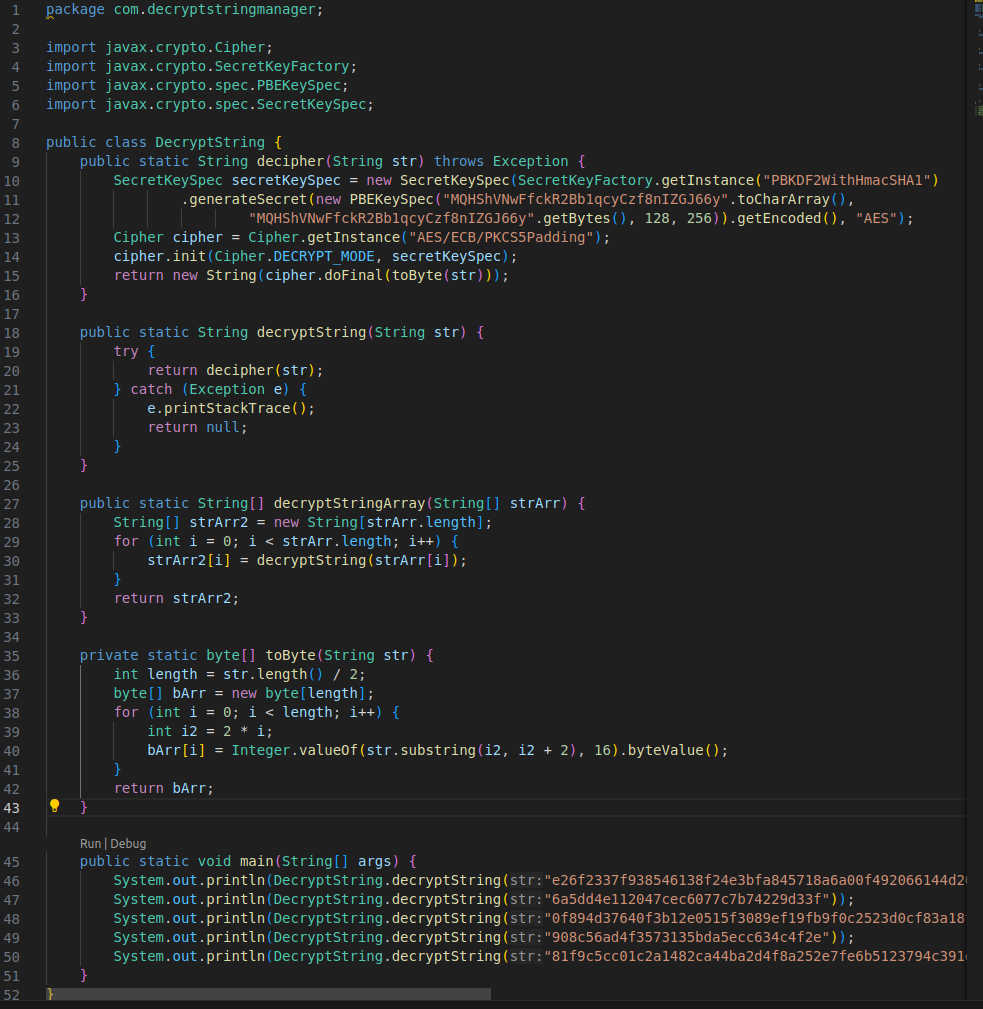 1 package com.decryptstringmanager;
2
3 import javax.crypto.Cipher;
4 import javax.crypto.SecretKeyFactory;
5 import javax.crypto.spec.PBEKeySpec;
6 import javax.crypto.spec.SecretKeySpec;
7
8 public class DecryptString {
9     public static String decipher(String str) throws Exception {
10         SecretKeySpec secretKeySpec = new SecretKeySpec(SecretKeyFactory.getInstance("PBKDF2WithHmacSHA1")
11                 .generateSecret(new PBEKeySpec("MQHShVNwFfckR2Bb1qcyCzf8nIZGJ66y".toCharArray(),
12                         "MQHShVNwFfckR2Bb1qcyCzf8nIZGJ66y".getBytes(), 128, 256)).getEncoded(), "AES");
13         Cipher cipher = Cipher.getInstance("AES/ECB/PKCS5Padding");
14         cipher.init(Cipher.DECRYPT_MODE, secretKeySpec);
15         return new String(cipher.doFinal(toByte(str)));
16     }
17
18     public static String decryptString(String str) {
19         try {
20             return decipher(str);
21         } catch (Exception e) {
22             e.printStackTrace();
23             return null;
24         }
25     }
26
27     public static String[] decryptStringArray(String[] strArr) {
28         String[] strArr2 = new String[strArr.length];
29         for (int i = 0; i < strArr.length; i++) {
30             strArr2[i] = decryptString(strArr[i]);
31         }
32         return strArr2;
33     }
34
35     private static byte[] toByte(String str) {
36         int length = str.length() / 2;
37         byte[] bArr = new byte[length];
38         for (int i = 0; i < length; i++) {
39             int i2 = 2 * i;
40             bArr[i] = Integer.valueOf(str.substring(i2, i2 + 2), 16).byteValue();
41         }
42         return bArr;
43     }
44
Run | Debug
45     public static void main(String[] args) {
46         System.out.println(DecryptString.decryptString(str:"e26f2337f938546138f24e3bfa845718a6a00f492066144d2
47         System.out.println(DecryptString.decryptString(str:"6a5dd4e112047cec6077c7b74229d33f"));
48         System.out.println(DecryptString.decryptString(str:"0f894d37640f3b12e0515f3089ef19fb9f0c2523d0cf83a18
49         System.out.println(DecryptString.decryptString(str:"908c56ad4f3573135bda5ecc634c4f2e"));
50         System.out.println(DecryptString.decryptString(str:"81f9c5cc01c2a1482ca44ba2d4f8a252e7fe6b5123794c391
51     }
52 }